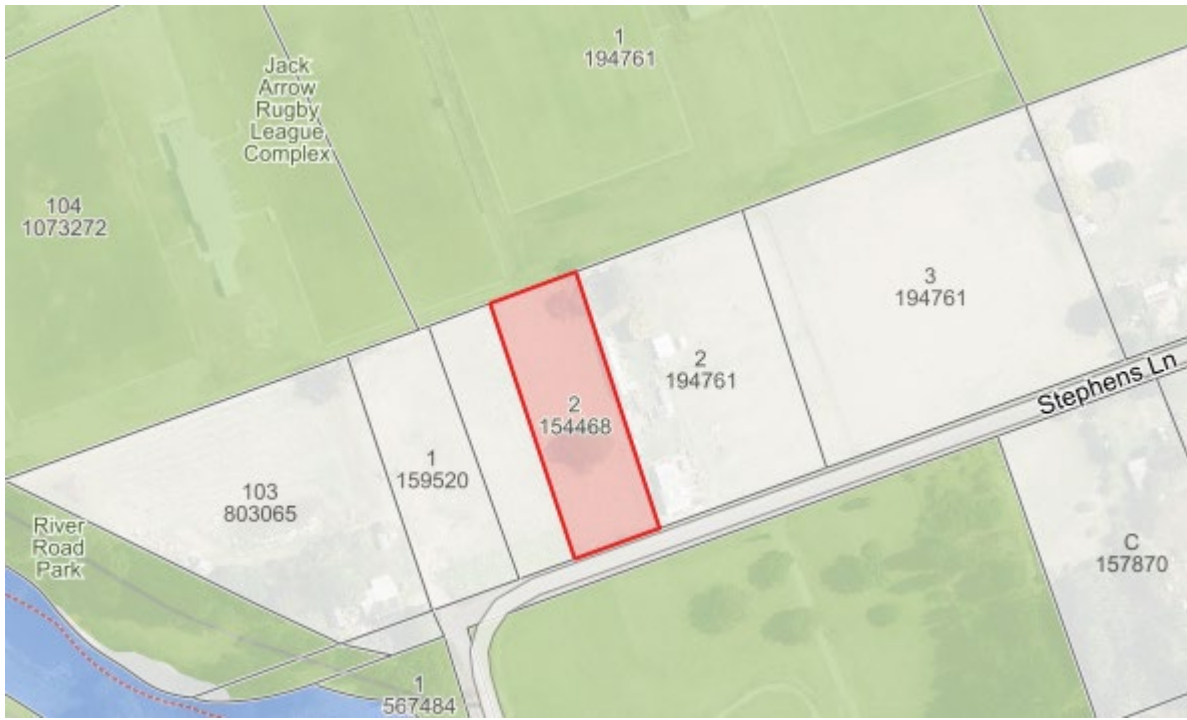 1
194761
Jack
Arrow
Rugby
League
Complex
104
1073272
3
194761
2
194761
Stephens Ln
2
154468
1
159520
103
803065
River
Road
Park
C
157870
1
567484